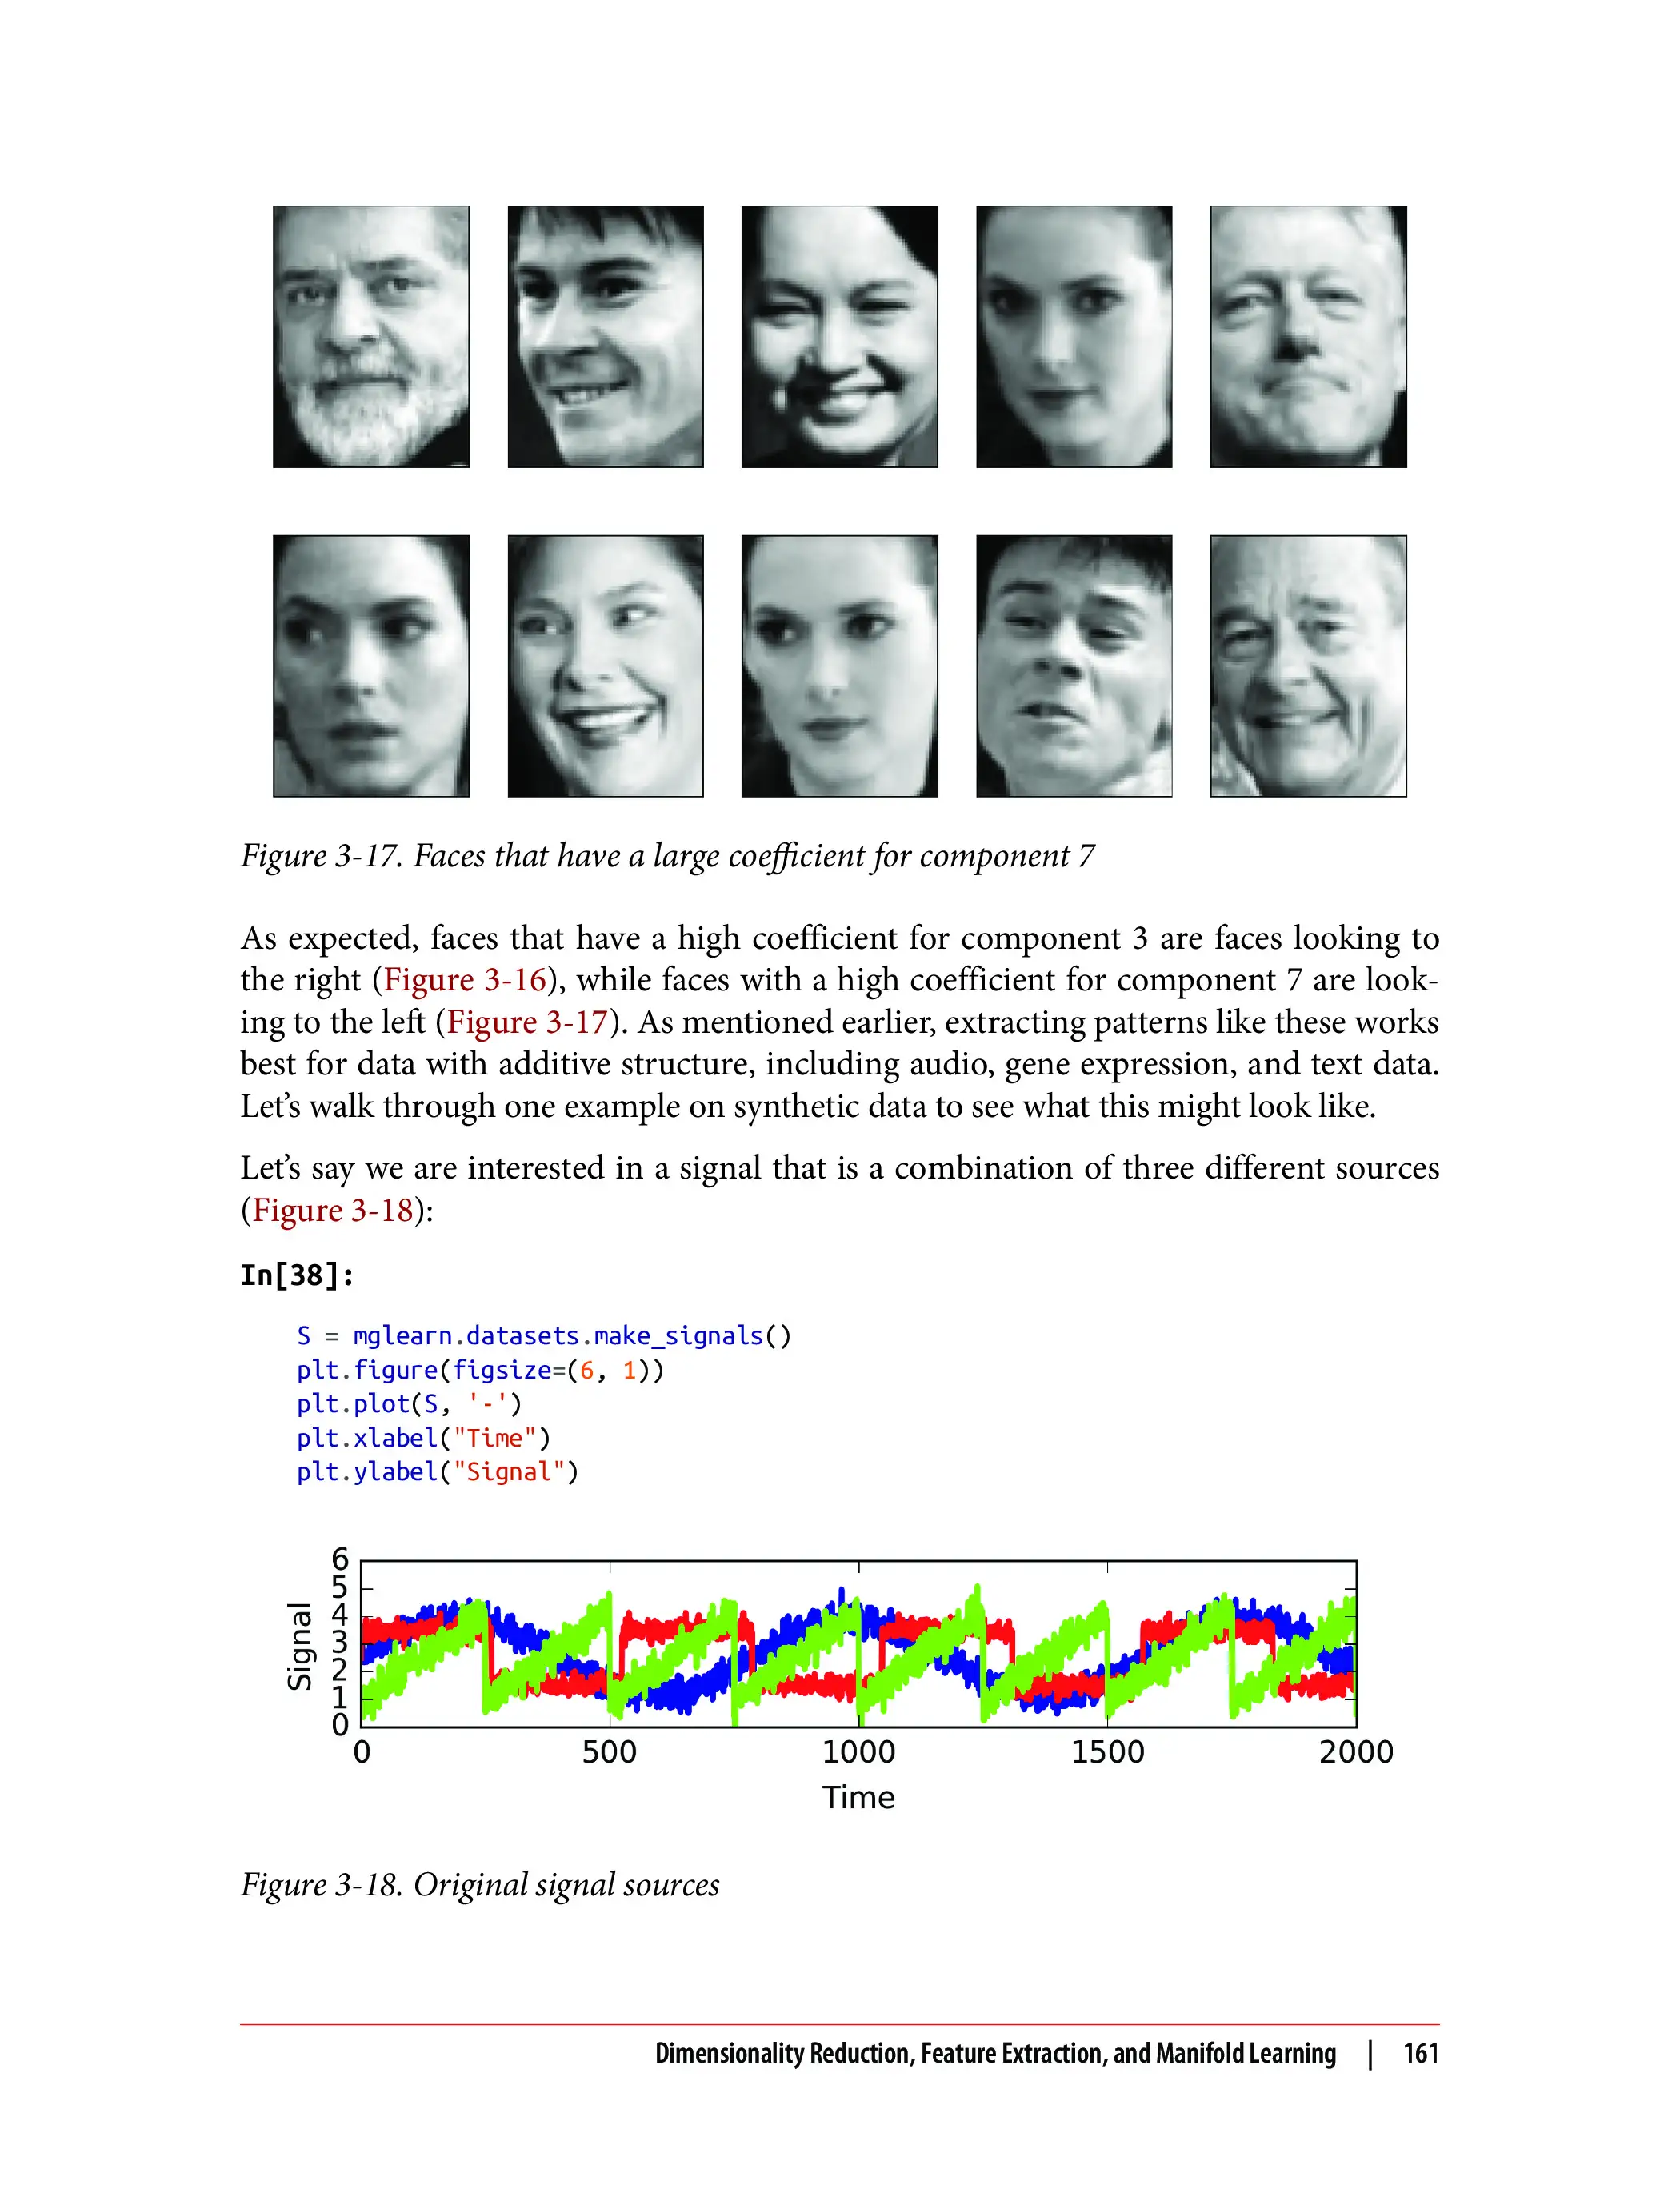 Figure 3-17. Faces that have a large coefficient for component 7
As expected, faces that have a high coefficient for component 3 are faces looking to
the right (Figure 3-16), while faces with a high coefficient for component 7 are look-
ing to the left (Figure 3-17). As mentioned earlier, extracting patterns like these works
best for data with additive structure, including audio, gene expression, and text data.
Let’s walk through one example on synthetic data to see what this might look like.
Let’s say we are interested in a signal that is a combination of three different sources
(Figure 3-18):
In[38]:
S = mglearn.datasets.make_signals()
plt.figure(figsize=(6, 1))
plt.plot(S, '-')
plt.xlabel("Time")
plt.ylabel("Signal")
6
5
4
3
2
1
0
Signal
0 500 1000 1500 2000
Time
Figure 3-18. Original signal sources
Dimensionality Reduction, Feature Extraction, and Manifold Learning | 161